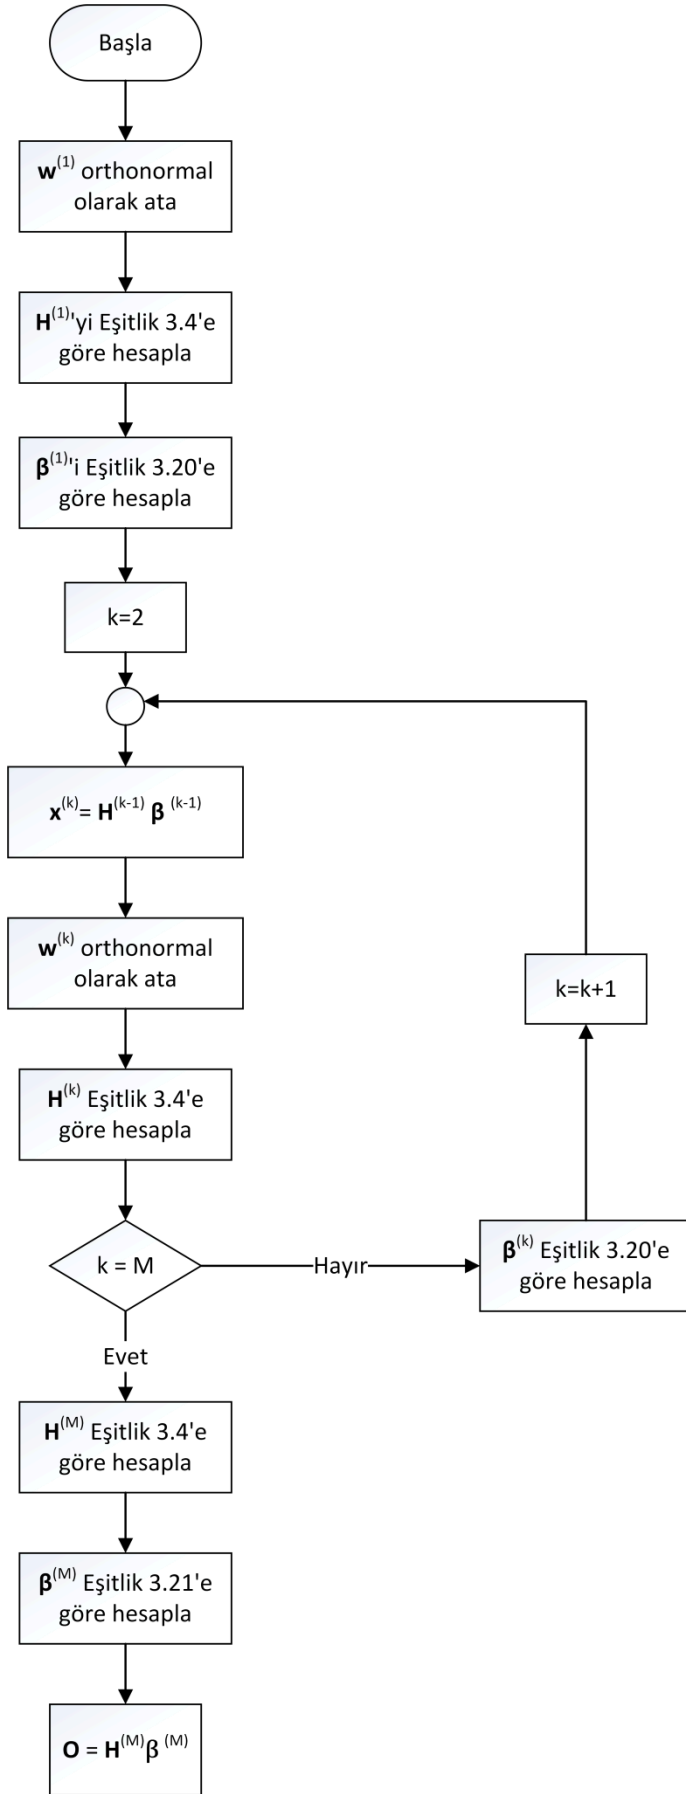 Başla
w⁽¹⁾ orthonormal
olarak ata
H⁽¹⁾'yi Eşitlik 3.4'e
göre hesapla
β⁽¹⁾'i Eşitlik 3.20'e
göre hesapla
k=2
x⁽ᵏ⁾= H⁽ᵏ⁻¹⁾ β ⁽ᵏ⁻¹⁾
w⁽ᵏ⁾ orthonormal
olarak ata
k=k+1
H⁽ᵏ⁾ Eşitlik 3.4'e
göre hesapla
k = M
Hayır
β⁽ᵏ⁾ Eşitlik 3.20'e
göre hesapla
Evet
H⁽ᴹ⁾ Eşitlik 3.4'e
göre hesapla
β⁽ᴹ⁾ Eşitlik 3.21'e
göre hesapla
O = H⁽ᴹ⁾β ⁽ᴹ⁾